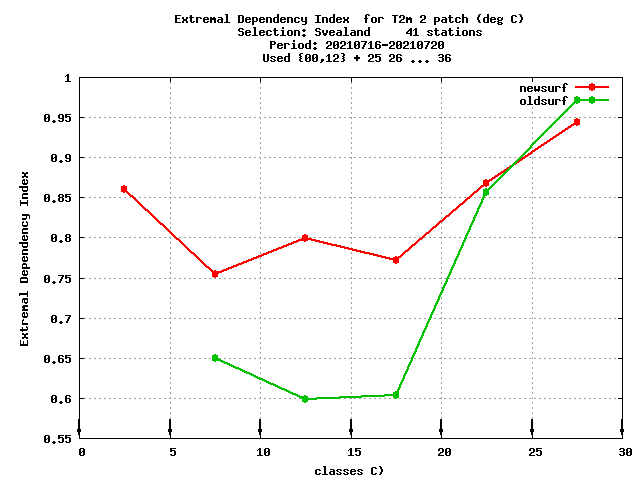 Extremal Dependency Index  for T2m 2 patch (deg C)
Selection: Svealand     41 stations
Period: 20210716-20210720
Used {00,12} + 25 26 ... 36
newsurf
oldsurf
1
0.95
0.9
0.85
0.8
0.75
0.7
0.65
0.6
0.55
Extremal Dependency Index
0 5 10 15 20 25 30
classes C)